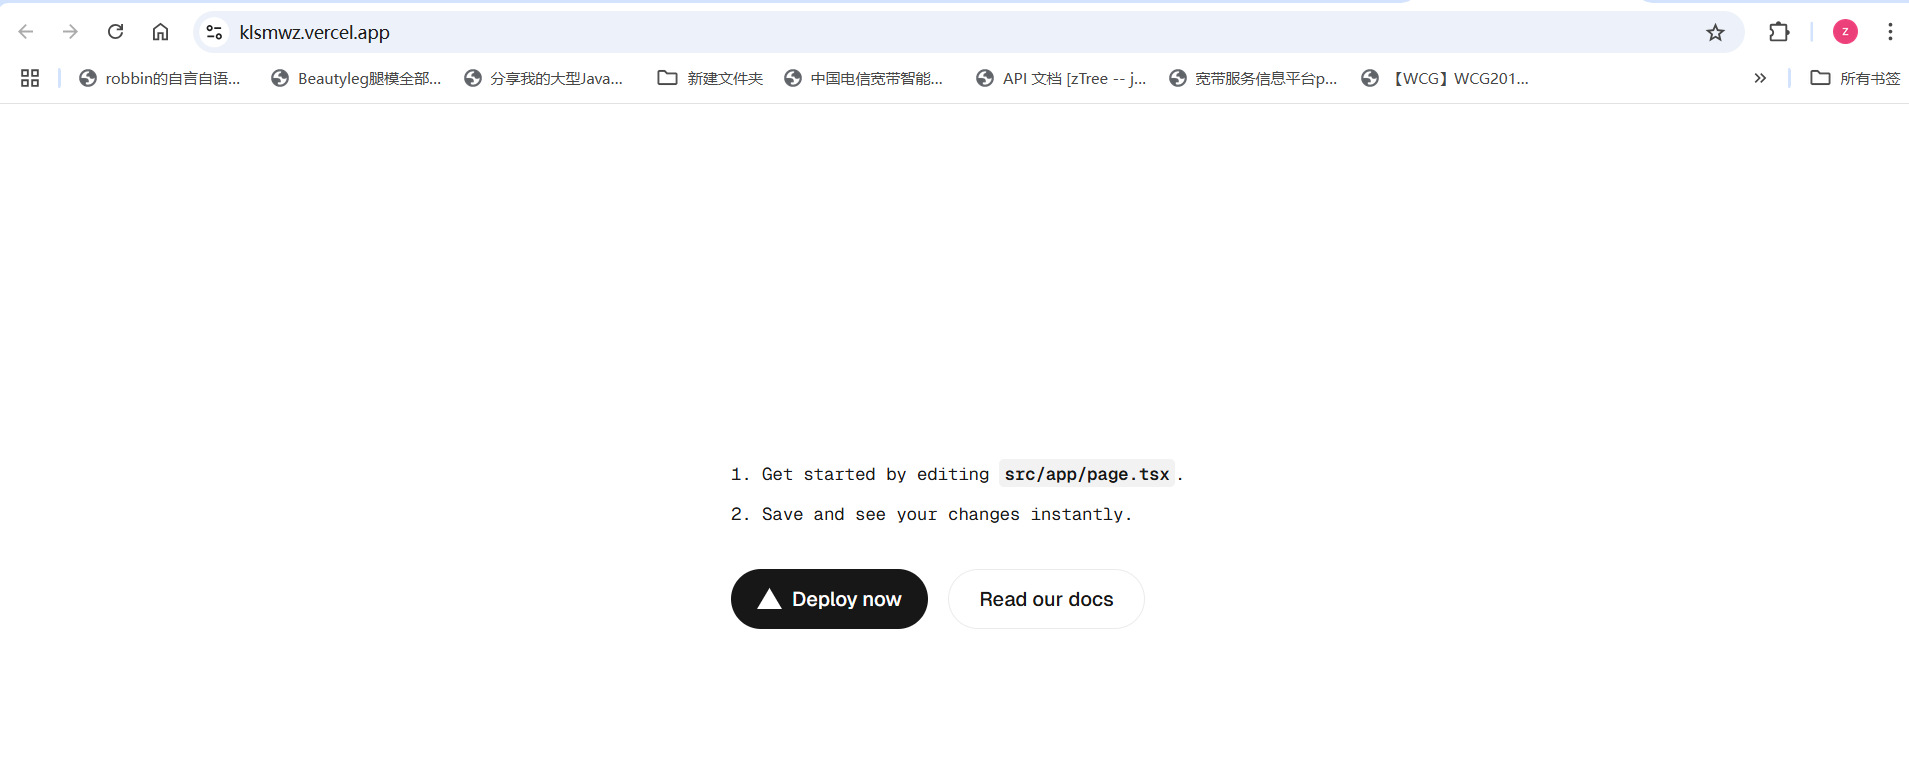 klsmwz.vercel.app
z
robbin的自言自语...
Beautyleg腿模全部...
分享我的大型Java...
新建文件夹
中国电信宽带智能...
API 文档 [zTree -- j...
宽带服务信息平台p...
【WCG】WCG201...
所有书签
1. Get started by editing src/app/page.tsx.
2. Save and see your changes instantly.
Deploy now
Read our docs